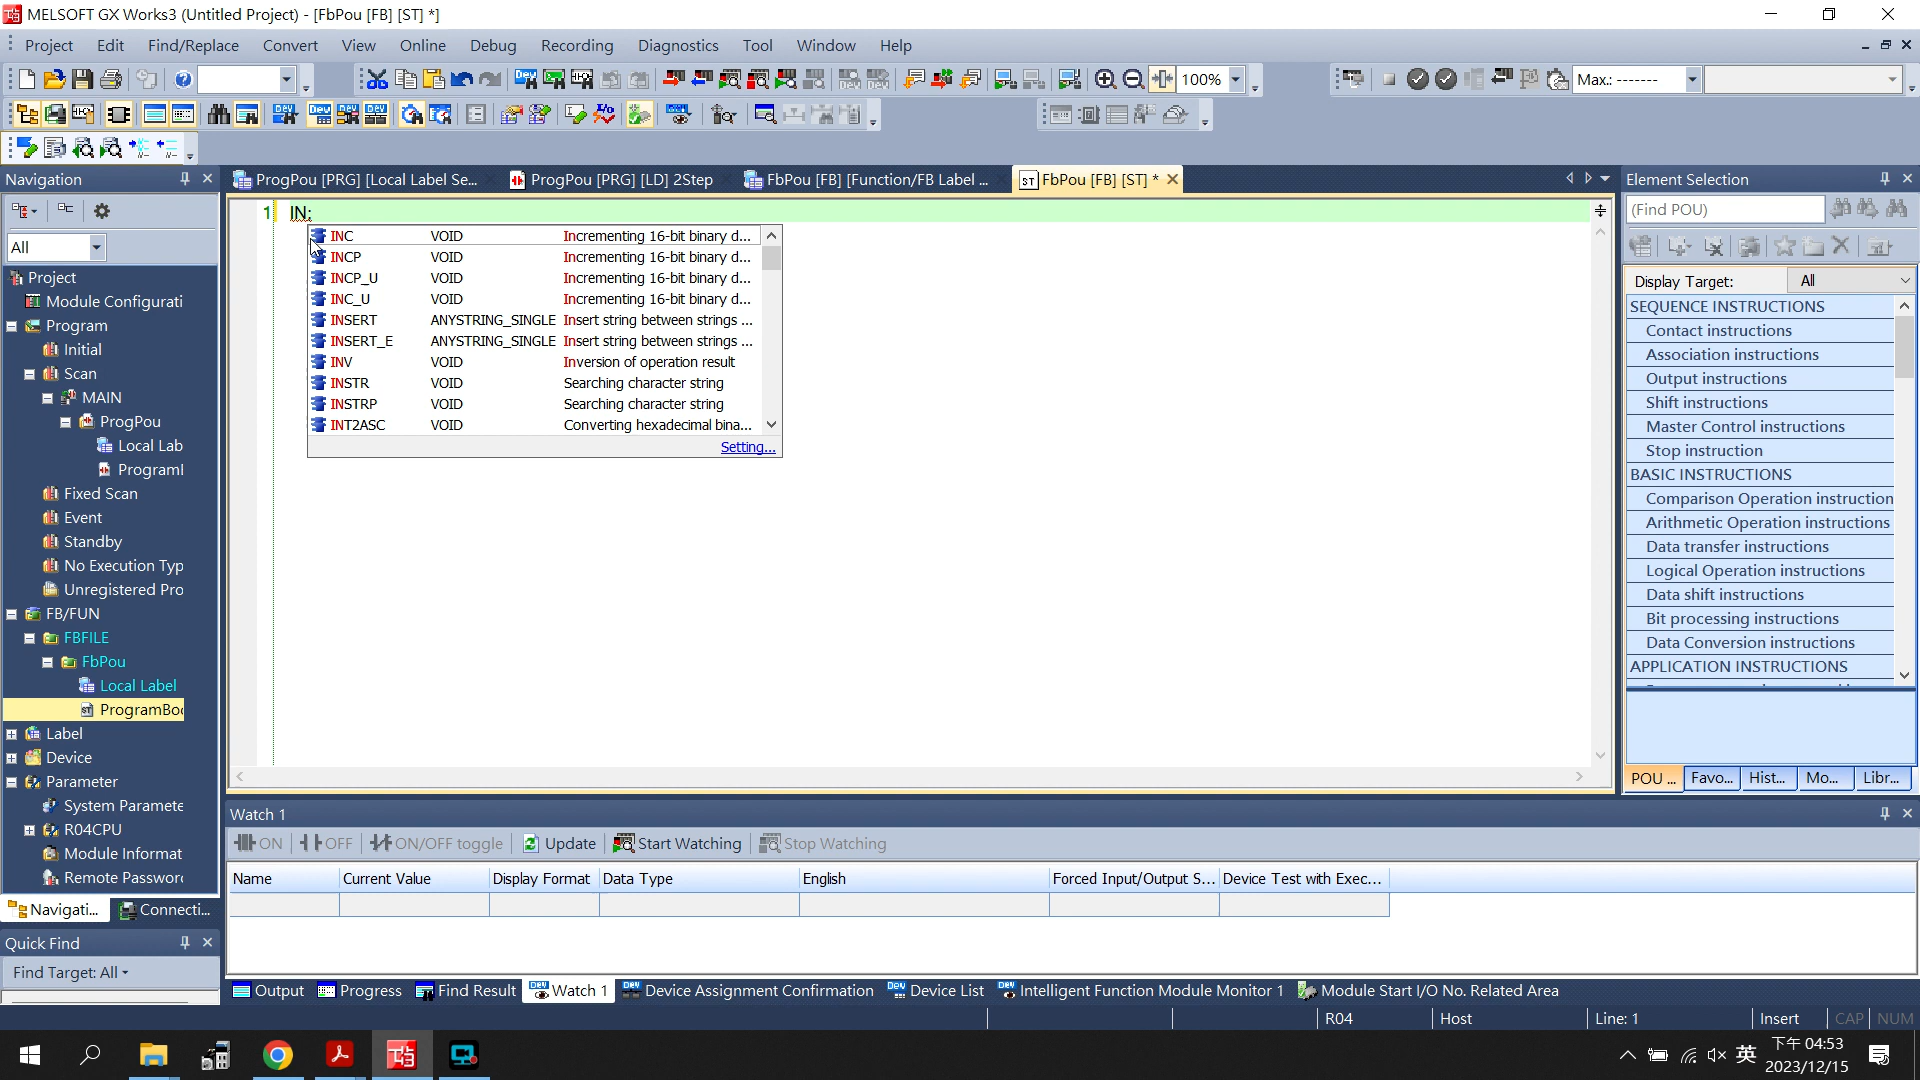 MELSOFT GX Works3 (Untitled Project) - [FbPou [FB] [ST] *]
Project Edit Find/Replace Convert View Online Debug Recording Diagnostics Tool Window Help
100% Max.: -------
Navigation
ProgPou [PRG] [Local Label Se... ProgPou [PRG] [LD] 2Step FbPou [FB] [Function/FB Label ... FbPou [FB] [ST] *
Element Selection
All
Project
Module Configurati
Program
Initial
Scan
MAIN
ProgPou
Local Lab
Fixed Scan
Event
Standby
No Execution Typ
Unregistered Pro
FB/FUN
FBFILE
FbPou
Local Label
ProgramBo
Label
Device
Parameter
System Paramete
R04CPU
Module Informat
Remote Passwor
Navigati... Connecti...
Quick Find
Find Target: All
1 IN;
INC VOID Incrementing 16-bit binary d...
INCP VOID Incrementing 16-bit binary d...
INCP_U VOID Incrementing 16-bit binary d...
INC_U VOID Incrementing 16-bit binary d...
INSERT ANYSTRING_SINGLE Insert string between strings ...
INSERT_E ANYSTRING_SINGLE Insert string between strings ...
INV VOID Inversion of operation result
INSTR VOID Searching character string
INSTRP VOID Searching character string
INT2ASC VOID Converting hexadecimal bina...
Setting...
(Find POU)
Display Target: All
SEQUENCE INSTRUCTIONS
Contact instructions
Association instructions
Output instructions
Shift instructions
Master Control instructions
Stop instruction
BASIC INSTRUCTIONS
Comparison Operation instruction
Arithmetic Operation instructions
Data transfer instructions
Logical Operation instructions
Data shift instructions
Bit processing instructions
Data Conversion instructions
APPLICATION INSTRUCTIONS
POU ... Favo... Hist... Mo... Libr...
Watch 1
ON OFF ON/OFF toggle Update Start Watching Stop Watching
Name Current Value Display Format Data Type English Forced Input/Output S... Device Test with Exec...
Output Progress Find Result Watch 1 Device Assignment Confirmation Device List Intelligent Function Module Monitor 1 Module Start I/O No. Related Area
R04 Host Line: 1 Insert CAP NUM
英
下午 04:53
2023/12/15